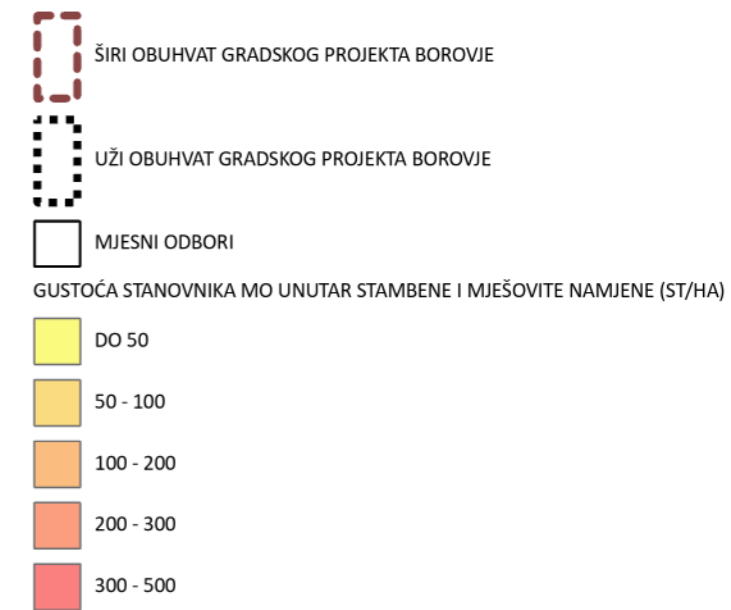 ŠIRI OBUHVAT GRADSKOG PROJEKTA BOROVJE
UŽI OBUHVAT GRADSKOG PROJEKTA BOROVJE
MJESNI ODBORI
GUSTOĆA STANOVNIKA MO UNUTAR STAMBENE I MJEŠOVITE NAMJENE (ST/HA)
DO 50
50 - 100
100 - 200
200 - 300
300 - 500